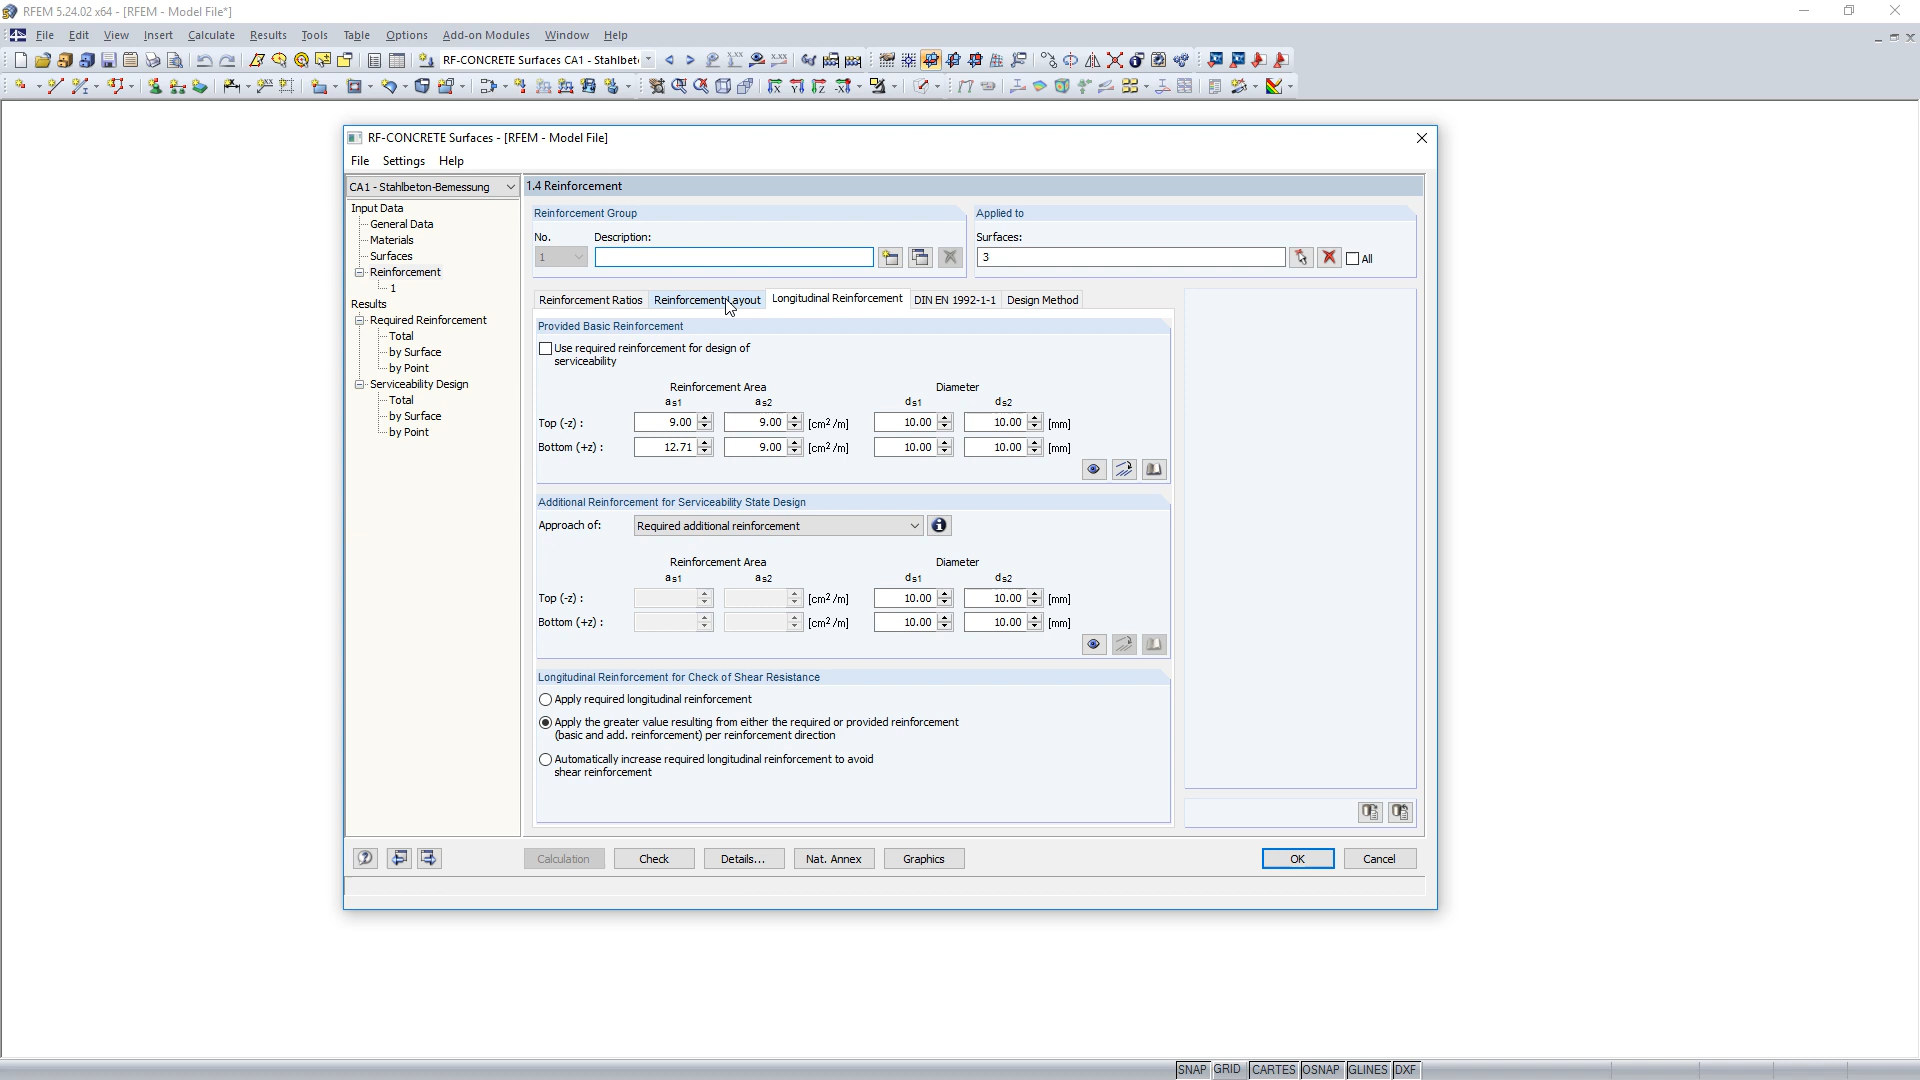 RFEM 5.24.02 x64 - [RFEM - Model File*]
File Edit View Insert Calculate Results Tools Table Options Add-on Modules Window Help
RF-CONCRETE Surfaces CA1 - Stahlbet
RF-CONCRETE Surfaces - [RFEM - Model File]
File Settings Help
CA1 - Stahlbeton-Bemessung
1.4 Reinforcement
Input Data
General Data
Materials
Surfaces
Reinforcement
1
Results
Required Reinforcement
Total
by Surface
by Point
Serviceability Design
Total
by Surface
by Point
Reinforcement Group
Applied to
No. Description:
Surfaces:
1
3
All
Reinforcement Ratios Reinforcement Layout Longitudinal Reinforcement DIN EN 1992-1-1 Design Method
Provided Basic Reinforcement
Use required reinforcement for design of
serviceability
Reinforcement Area Diameter
as1 as2 ds1 ds2
Top (-z) : 9.00 9.00 [cm2/m] 10.00 10.00 [mm]
Bottom (+z) : 12.71 9.00 [cm2/m] 10.00 10.00 [mm]
Additional Reinforcement for Serviceability State Design
Approach of: Required additional reinforcement
Reinforcement Area Diameter
as1 as2 ds1 ds2
Top (-z) : [cm2/m] 10.00 10.00 [mm]
Bottom (+z) : [cm2/m] 10.00 10.00 [mm]
Longitudinal Reinforcement for Check of Shear Resistance
Apply required longitudinal reinforcement
Apply the greater value resulting from either the required or provided reinforcement
(basic and add. reinforcement) per reinforcement direction
Automatically increase required longitudinal reinforcement to avoid
shear reinforcement
Calculation Check Details... Nat. Annex Graphics OK Cancel
SNAP GRID CARTES OSNAP GLINES DXF